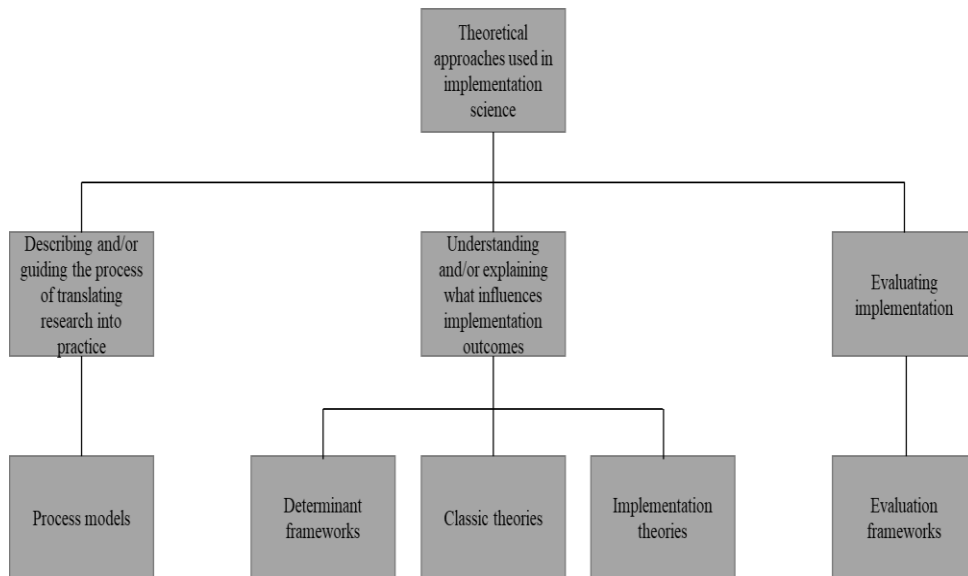 Theoretical
approaches used in
implementation
science
Describing and/or
guiding the process
of translating
research into
practice
Understanding
and/or explaining
what influences
implementation
outcomes
Evaluating
implementation
Process models
Determinant
frameworks
Classic theories
Implementation
theories
Evaluation
frameworks